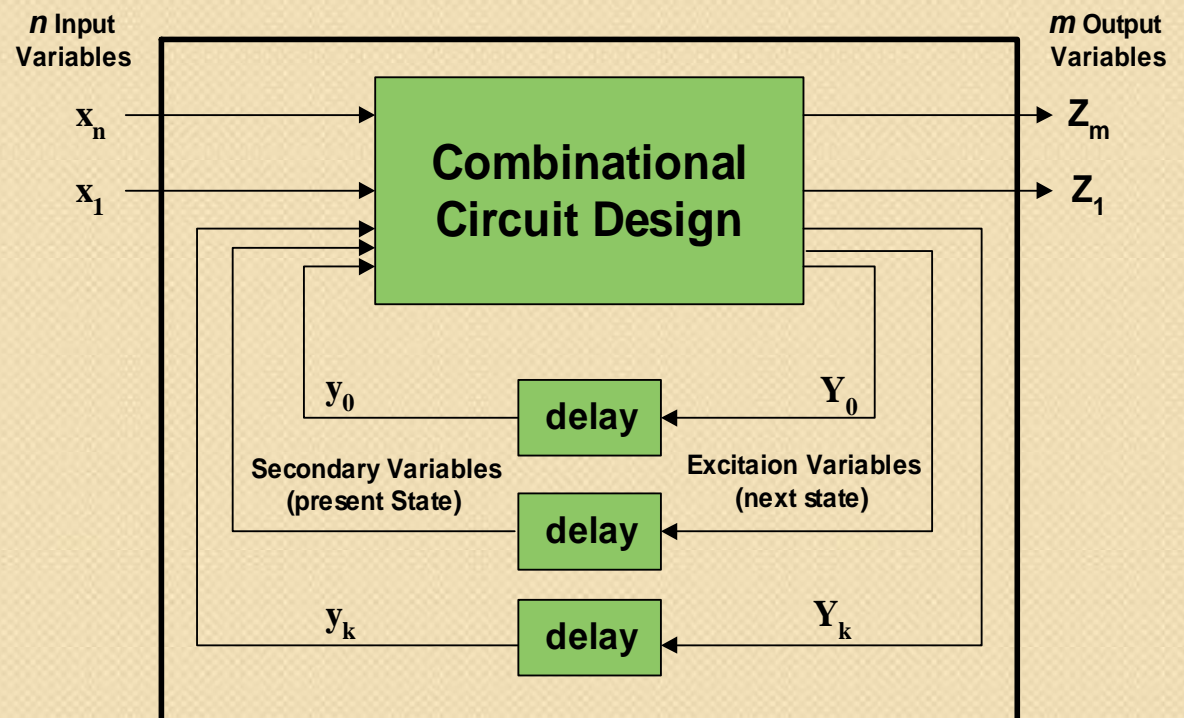 n Input
Variables
m Output
Variables
xₙ
Combinational
Circuit Design
Zₘ
x₁
Z₁
y₀
delay
Y₀
Secondary Variables
(present State)
Excitaion Variables
(next state)
delay
yₖ
delay
Yₖ